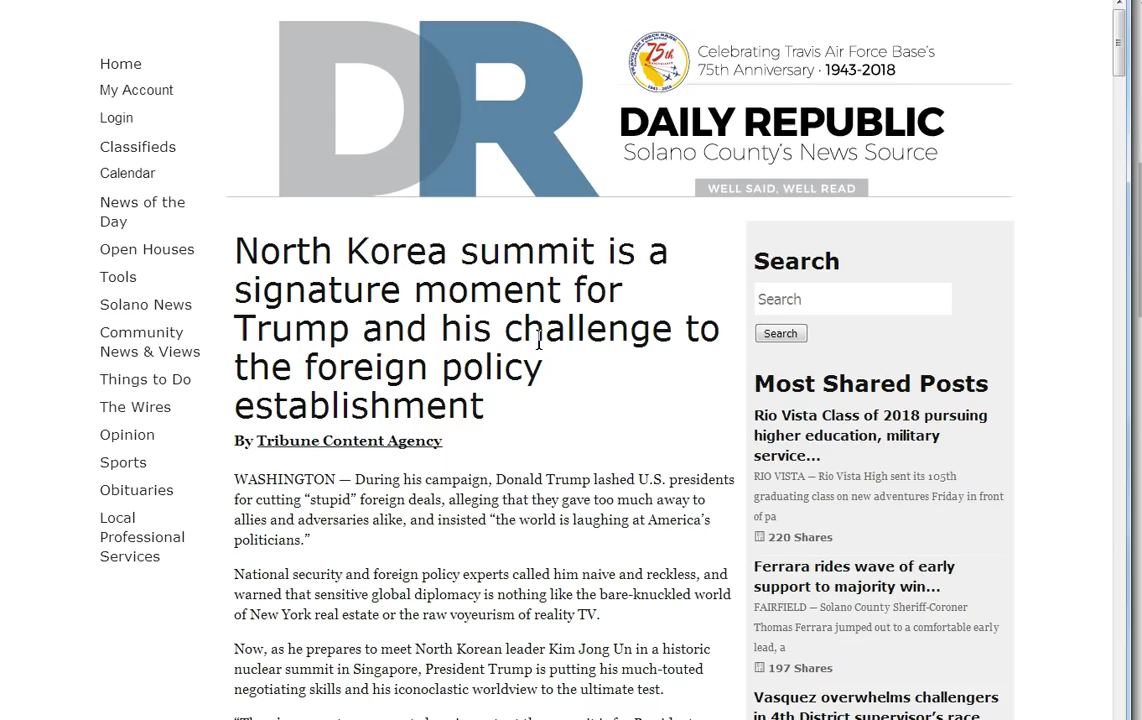 Home
My Account
Login
Classifieds
Calendar
News of the
Day
Open Houses
Tools
Solano News
Community
News & Views
Things to Do
The Wires
Opinion
Sports
Obituaries
Local
Professional
Services
DR
75th
Celebrating Travis Air Force Base's
75th Anniversary · 1943-2018
DAILY REPUBLIC
Solano County's News Source
WELL SAID, WELL READ
North Korea summit is a
signature moment for
Trump and his challenge to
the foreign policy
establishment
By Tribune Content Agency
WASHINGTON — During his campaign, Donald Trump lashed U.S. presidents
for cutting “stupid” foreign deals, alleging that they gave too much away to
allies and adversaries alike, and insisted “the world is laughing at America’s
politicians.”
National security and foreign policy experts called him naive and reckless, and
warned that sensitive global diplomacy is nothing like the bare-knuckled world
of New York real estate or the raw voyeurism of reality TV.
Now, as he prepares to meet North Korean leader Kim Jong Un in a historic
nuclear summit in Singapore, President Trump is putting his much-touted
negotiating skills and his iconoclastic worldview to the ultimate test.
Search
Search
Search
Most Shared Posts
Rio Vista Class of 2018 pursuing
higher education, military
service...
RIO VISTA — Rio Vista High sent its 105th
graduating class on new adventures Friday in front
of pa
220 Shares
Ferrara rides wave of early
support to majority win...
FAIRFIELD — Solano County Sheriff-Coroner
Thomas Ferrara jumped out to a comfortable early
lead, a
197 Shares
Vasquez overwhelms challengers
in 4th District supervisor’s race